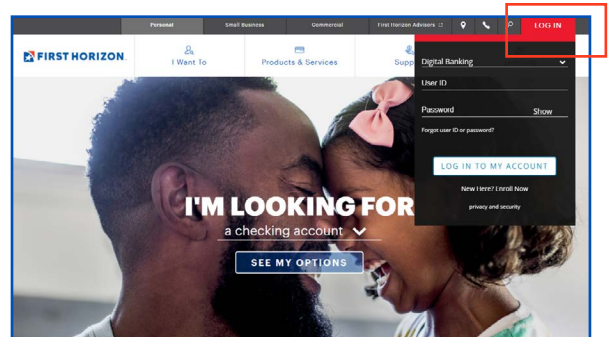 Personal
Small Business
Commercial
First Horizon Advisers
LOG IN
FIRST HORIZON.
I Want To
Products & Services
Supp
Digital Banking
User ID
Password Show
Forgot user ID or password?
LOG IN TO MY ACCOUNT
New Here? Enroll Now
privacy and security
I'M LOOKING FOR
a checking account
SEE MY OPTIONS